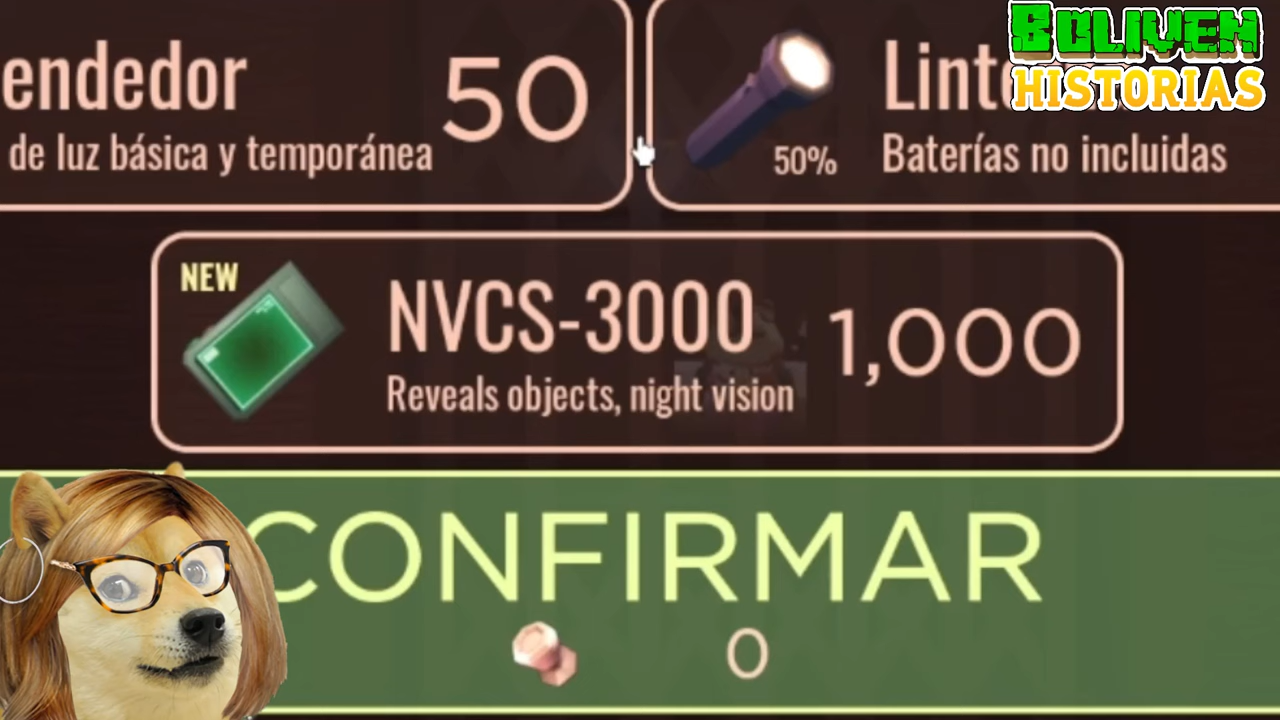 BOLIVEN
HISTORIAS
endedor
50
de luz básica y temporánea
50%
Lint
Baterías no incluidas
NEW
NVCS-3000
1,000
Reveals objects, night vision
CONFIRMAR
0